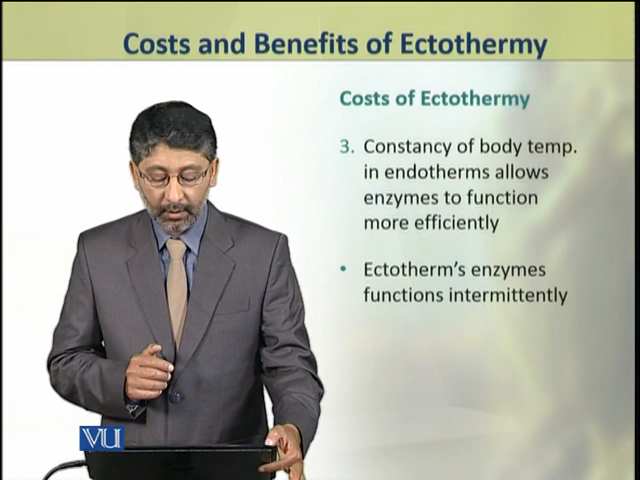 Costs and Benefits of Ectothermy
Costs of Ectothermy
3. Constancy of body temp.
in endotherms allows
enzymes to function
more efficiently
• Ectotherm's enzymes
functions intermittently
VU